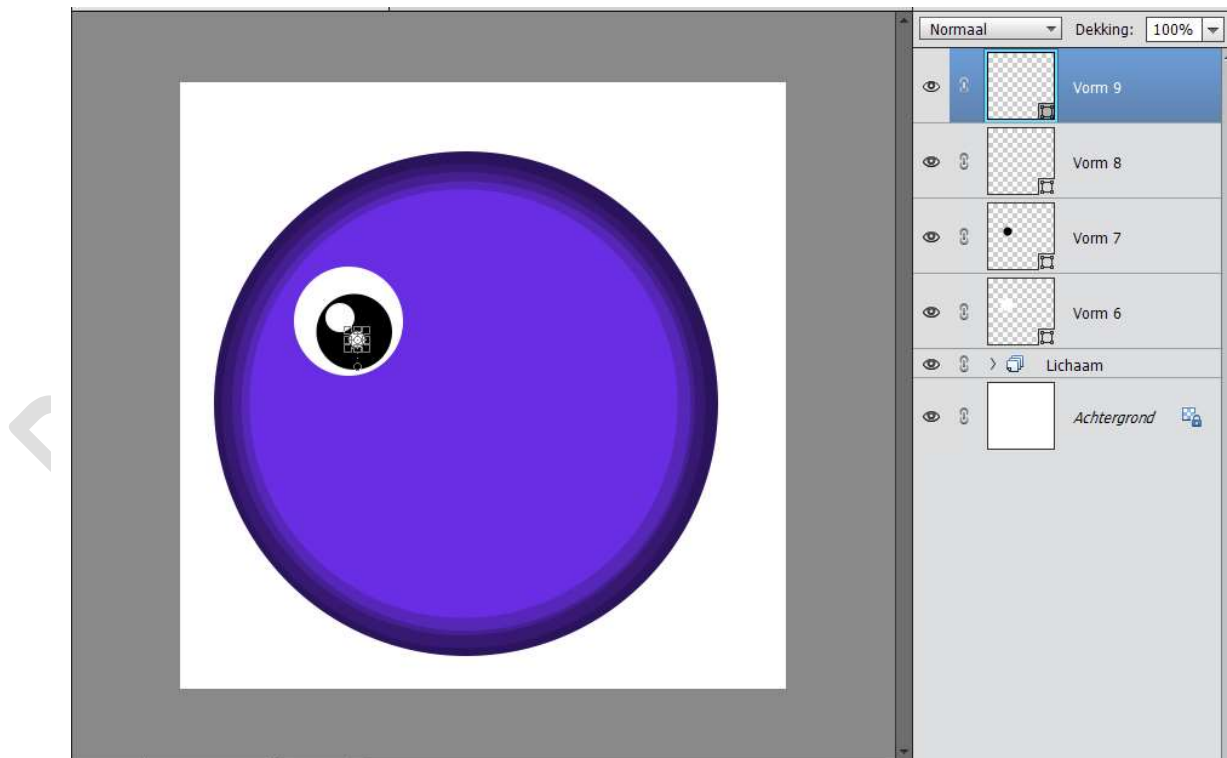 Normaal Dekking: 100%
Vorm 9
Vorm 8
Vorm 7
Vorm 6
Lichaam
Achtergrond